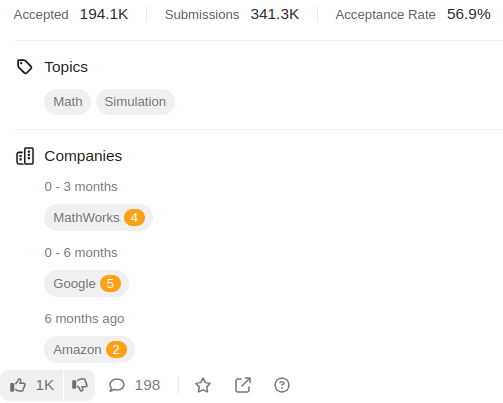 Accepted 194.1K Submissions 341.3K Acceptance Rate 56.9%
Topics
Math Simulation
Companies
0 - 3 months
MathWorks 4
0 - 6 months
Google 5
6 months ago
Amazon 2
1K 198